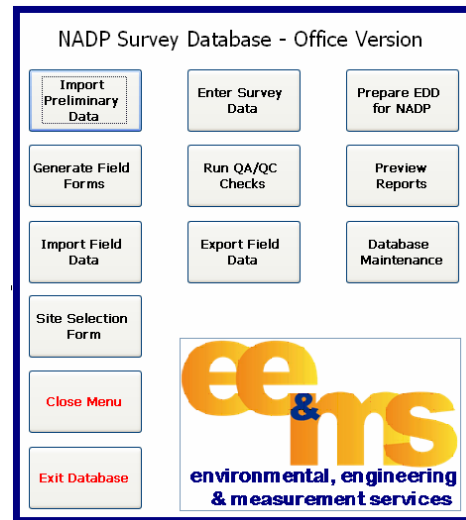 NADP Survey Database - Office Version
Import
Preliminary
Data
Enter Survey
Data
Prepare EDD
for NADP
Generate Field
Forms
Run QA/QC
Checks
Preview
Reports
Import Field
Data
Export Field
Data
Database
Maintenance
Site Selection
Form
Close Menu
Exit Database
ee&ms
environmental, engineering
& measurement services